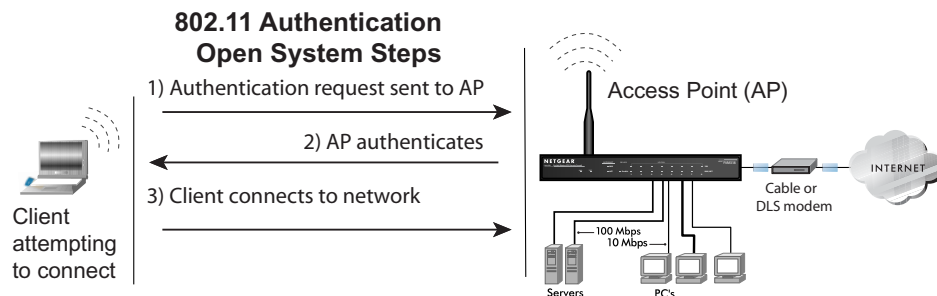 802.11 Authentication
Open System Steps
1) Authentication request sent to AP
2) AP authenticates
3) Client connects to network
Client
attempting
to connect
Access Point (AP)
NETGEAR
Cable or
DLS modem
INTERNET
100 Mbps
10 Mbps
Servers
PC's